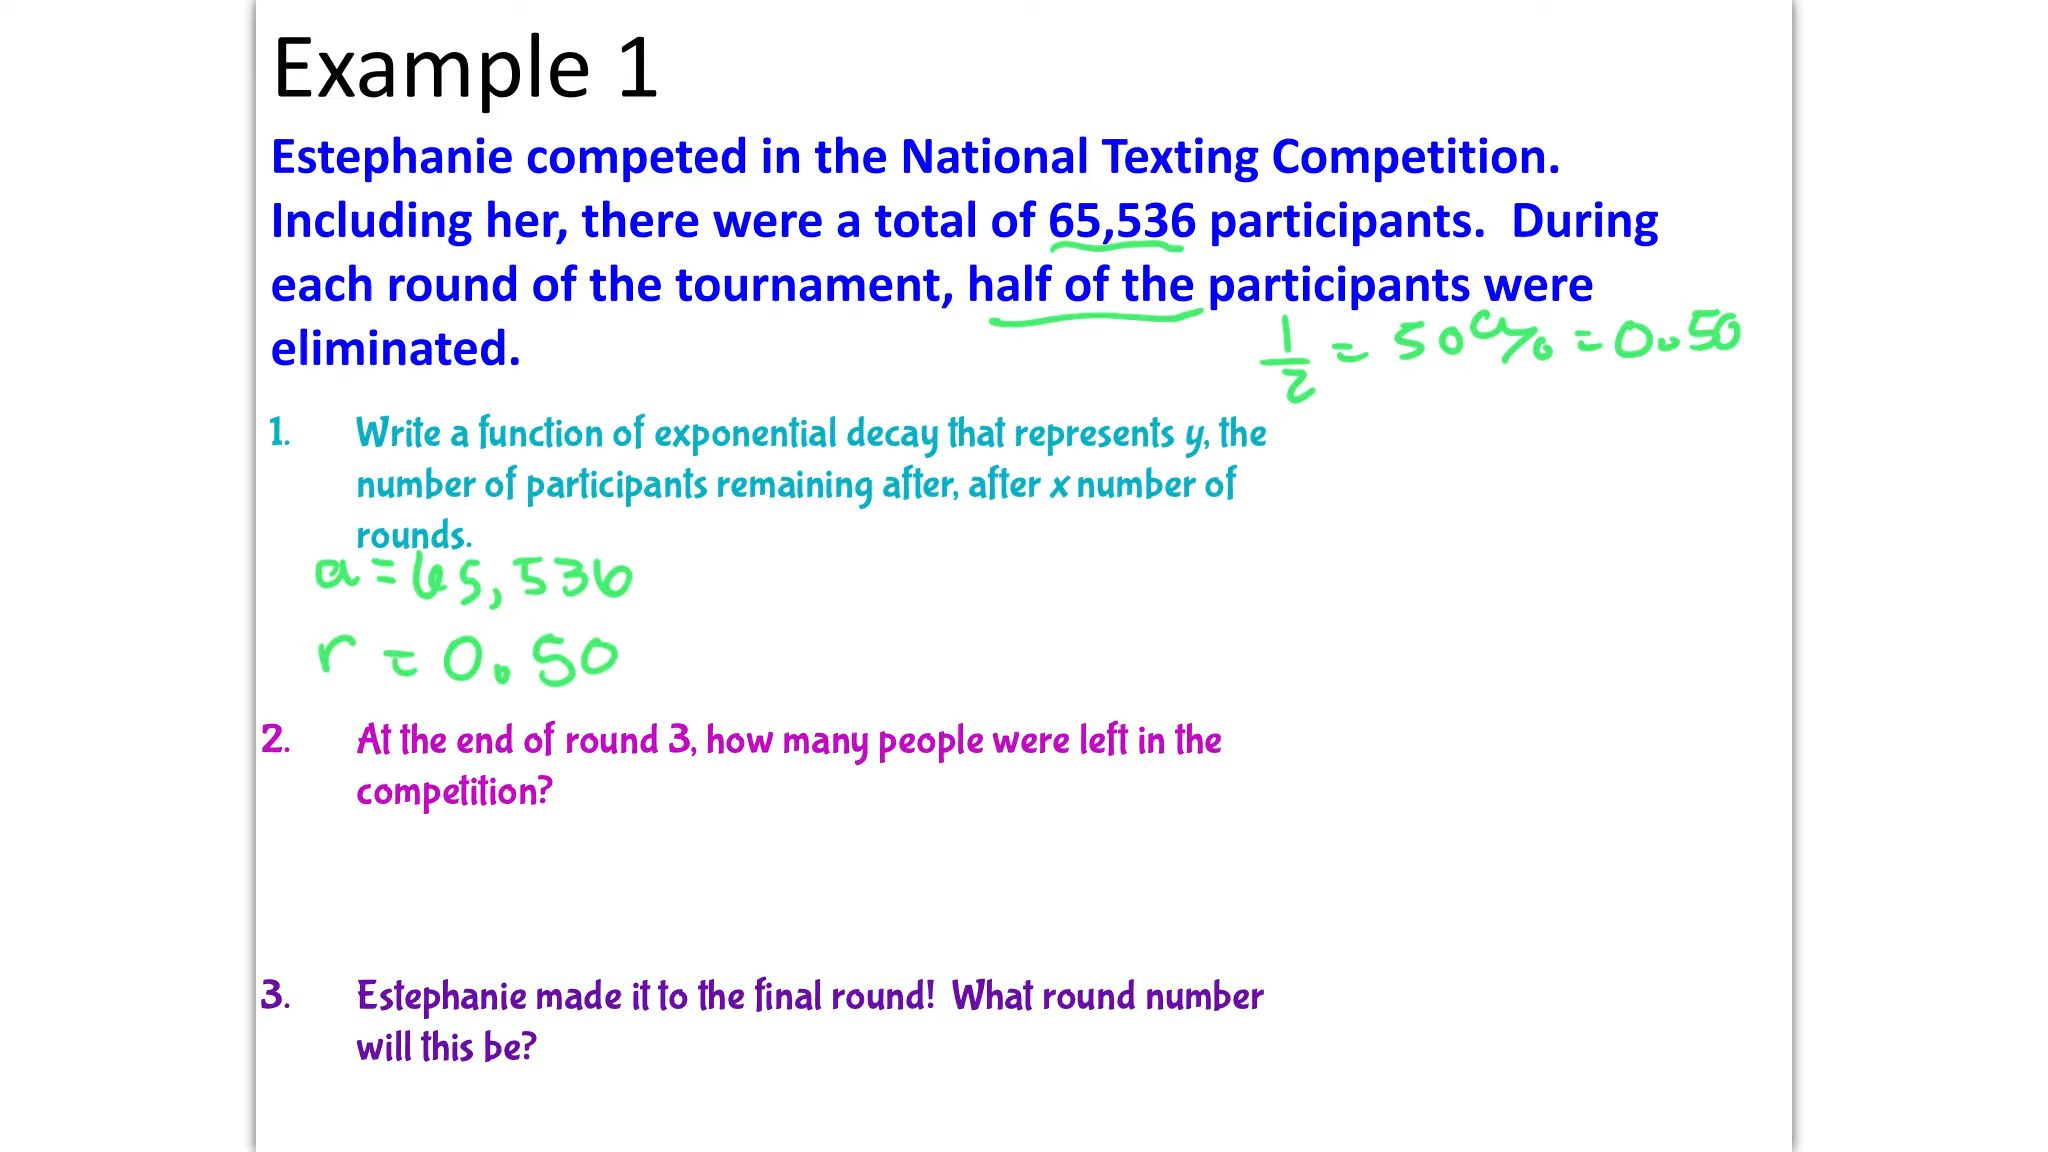 Example 1
Estephanie competed in the National Texting Competition.
Including her, there were a total of 65,536 participants.  During
each round of the tournament, half of the participants were
eliminated.
1/2 = 50% = 0.50
1. Write a function of exponential decay that represents y, the
number of participants remaining after, after x number of
rounds.
a = 65,536
r = 0.50
2. At the end of round 3, how many people were left in the
competition?
3. Estephanie made it to the final round!  What round number
will this be?